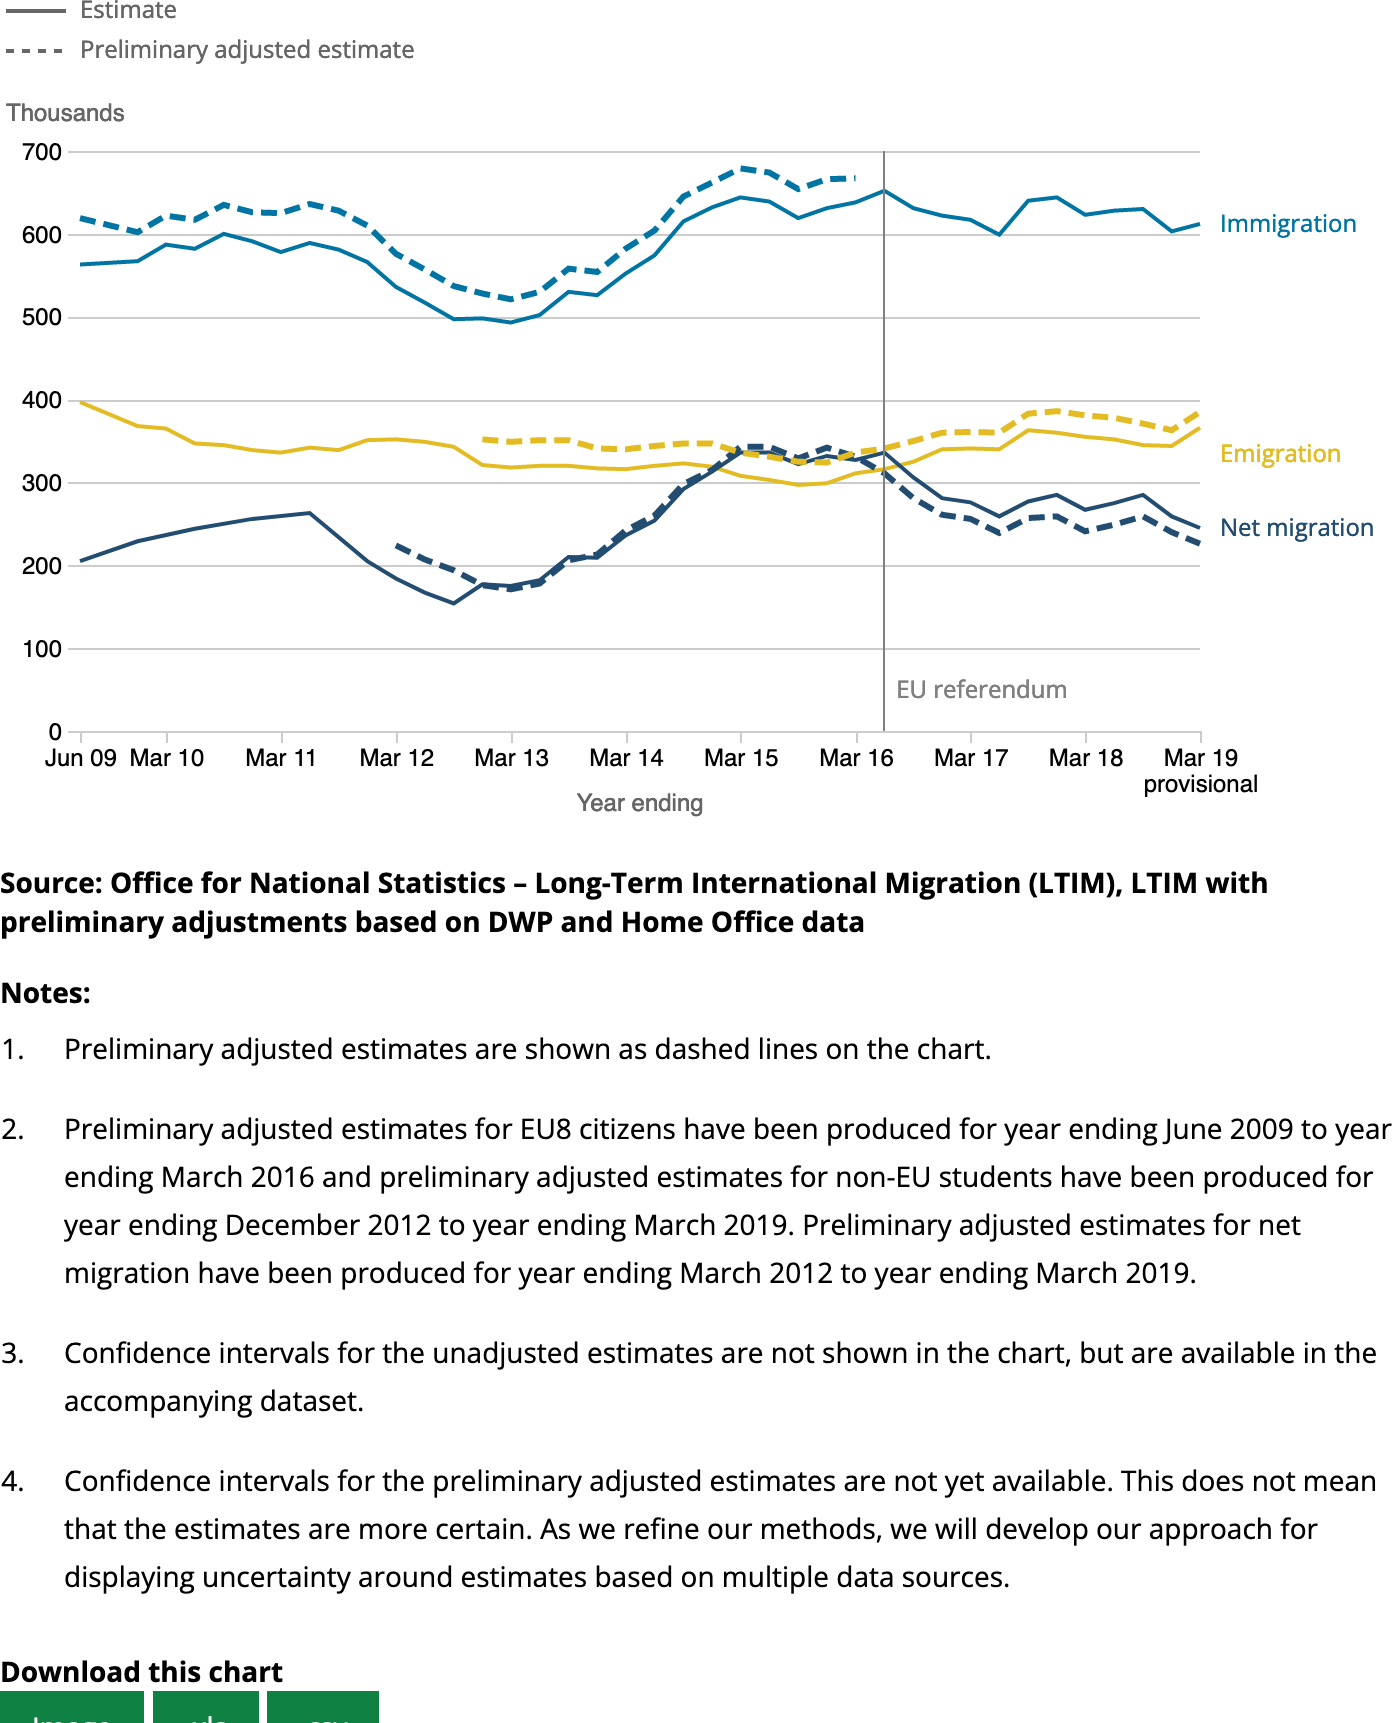 Estimate
Preliminary adjusted estimate
Thousands
700
600
500
400
300
200
100
0
Immigration
Emigration
Net migration
EU referendum
Jun 09 Mar 10 Mar 11 Mar 12 Mar 13 Mar 14 Mar 15 Mar 16 Mar 17 Mar 18 Mar 19
provisional
Year ending
Source: Office for National Statistics – Long-Term International Migration (LTIM), LTIM with
preliminary adjustments based on DWP and Home Office data
Notes:
1. Preliminary adjusted estimates are shown as dashed lines on the chart.
2. Preliminary adjusted estimates for EU8 citizens have been produced for year ending June 2009 to year
ending March 2016 and preliminary adjusted estimates for non-EU students have been produced for
year ending December 2012 to year ending March 2019. Preliminary adjusted estimates for net
migration have been produced for year ending March 2012 to year ending March 2019.
3. Confidence intervals for the unadjusted estimates are not shown in the chart, but are available in the
accompanying dataset.
4. Confidence intervals for the preliminary adjusted estimates are not yet available. This does not mean
that the estimates are more certain. As we refine our methods, we will develop our approach for
displaying uncertainty around estimates based on multiple data sources.
Download this chart